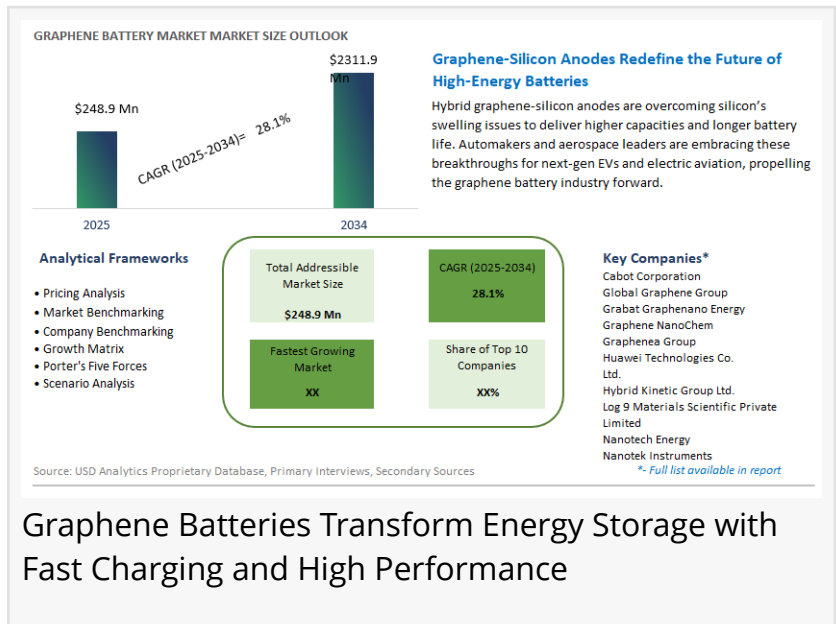 GRAPHENE BATTERY MARKET MARKET SIZE OUTLOOK
$248.9 Mn
CAGR (2025-2034)= 28.1%
$2311.9
Mn
2025
2034
Graphene-Silicon Anodes Redefine the Future of
High-Energy Batteries
Hybrid graphene-silicon anodes are overcoming silicon's
swelling issues to deliver higher capacities and longer battery
life. Automakers and aerospace leaders are embracing these
breakthroughs for next-gen EVs and electric aviation, propelling
the graphene battery industry forward.
Analytical Frameworks
• Pricing Analysis
• Market Benchmarking
• Company Benchmarking
• Growth Matrix
• Porter's Five Forces
• Scenario Analysis
Total Addressible
Market Size
$248.9 Mn
CAGR (2025-2034)
28.1%
Fastest Growing
Market
XX
Share of Top 10
Companies
XX%
Key Companies*
Cabot Corporation
Global Graphene Group
Grabat Graphenano Energy
Graphene NanoChem
Graphenea Group
Huawei Technologies Co.
Ltd.
Hybrid Kinetic Group Ltd.
Log 9 Materials Scientific Private
Limited
Nanotech Energy
Nanotek Instruments
*- Full list available in report
Source: USD Analytics Proprietary Database, Primary Interviews, Secondary Sources
Graphene Batteries Transform Energy Storage with
Fast Charging and High Performance